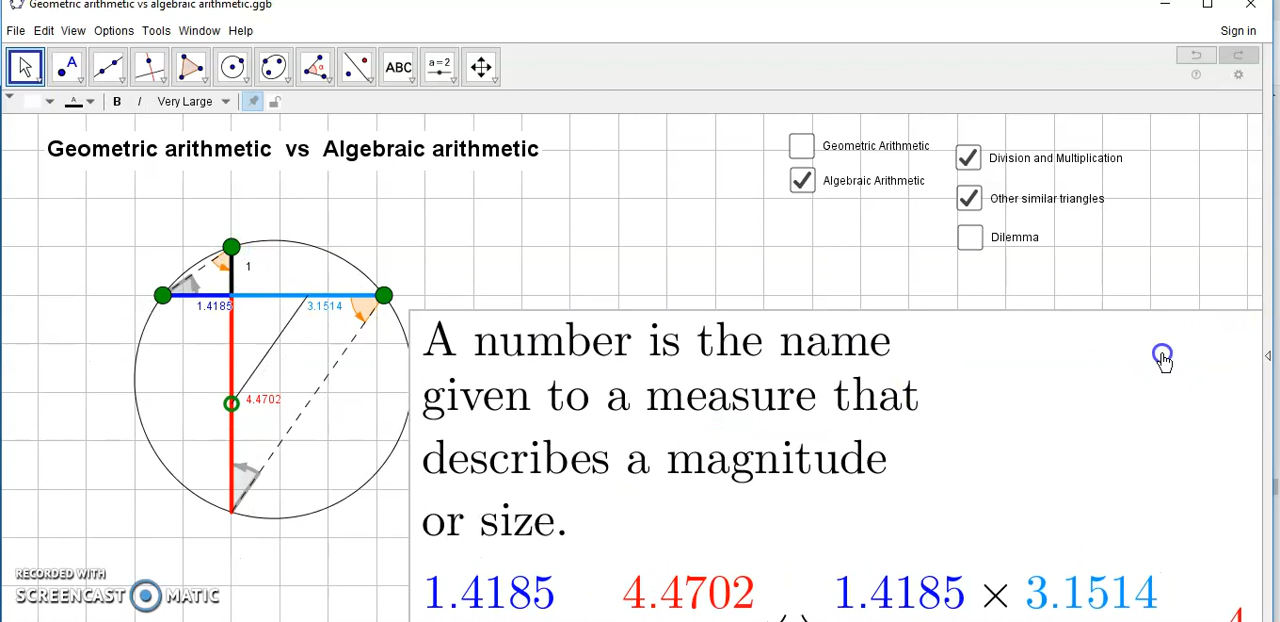 Geometric arithmetic vs algebraic arithmetic.ggb
File Edit View Options Tools Window Help
Sign in
ABC
a=2
A
B I Very Large
Geometric arithmetic vs Algebraic arithmetic
Geometric Arithmetic
Algebraic Arithmetic
Division and Multiplication
Other similar triangles
Dilemma
1
1.4185
3.1514
4.4702
A number is the name
given to a measure that
describes a magnitude
or size.
1.4185 4.4702 1.4185 × 3.1514
RECORDED WITH
SCREENCAST MATIC